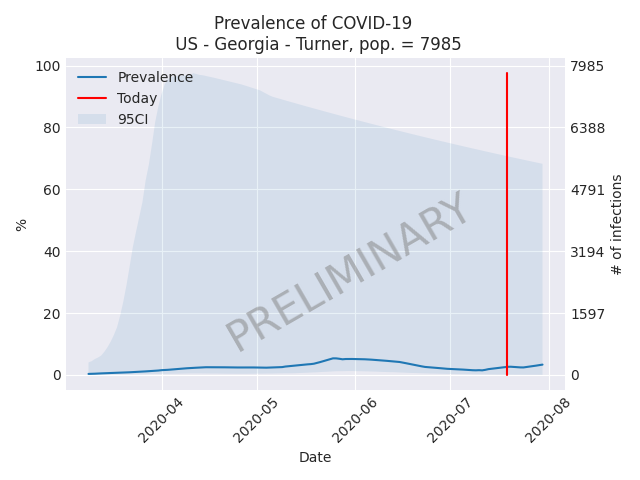 Prevalence of COVID-19
US - Georgia - Turner, pop. = 7985
Prevalence
Today
95CI
100
80
60
40
20
0
%
7985
6388
4791
3194
1597
0
# of infections
PRELIMINARY
2020-04
2020-05
2020-06
2020-07
2020-08
Date